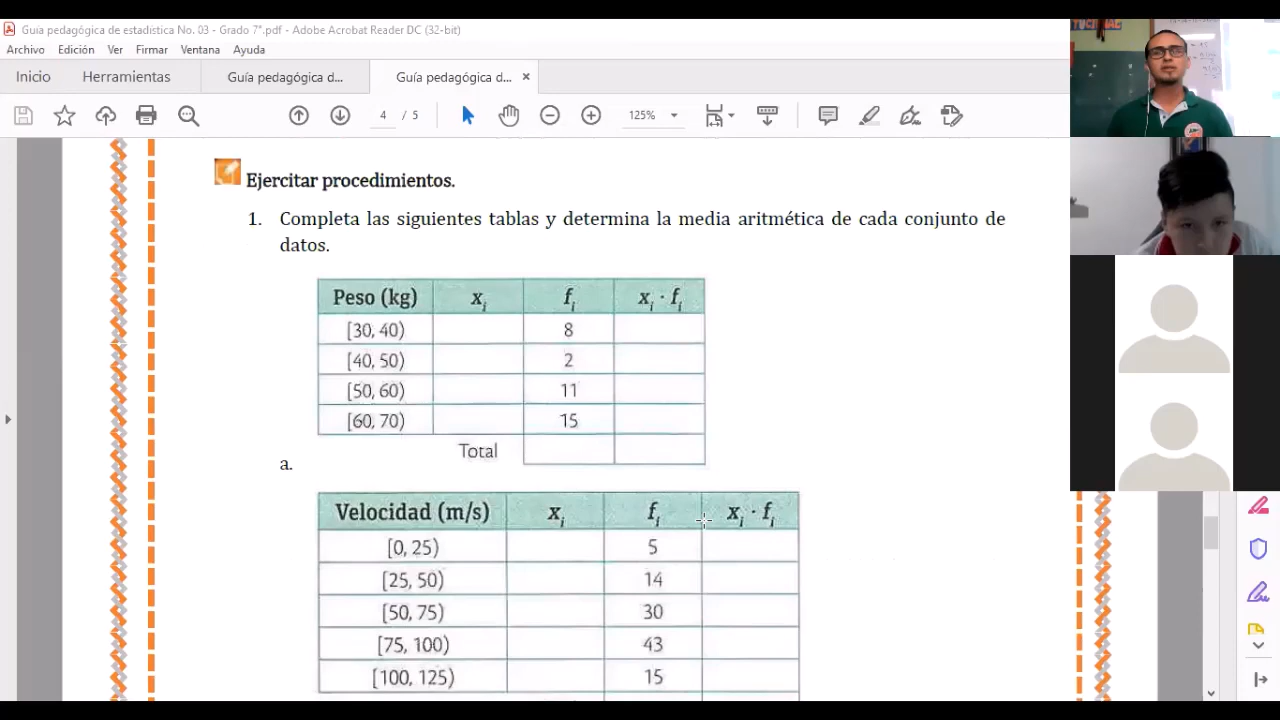 Guía pedagógica de estadística No. 03 - Grado 7°.pdf - Adobe Acrobat Reader DC (32-bit)
Archivo Edición Ver Firmar Ventana Ayuda
Inicio Herramientas Guía pedagógica d... Guía pedagógica d... ×
4 / 5 125%
Ejercitar procedimientos.
1. Completa las siguientes tablas y determina la media aritmética de cada conjunto de
datos.
Peso (kg) xi fi xi · fi
[30, 40) 8
[40, 50) 2
[50, 60) 11
[60, 70) 15
Total
a.
Velocidad (m/s) xi fi xi · fi
[0, 25) 5
[25, 50) 14
[50, 75) 30
[75, 100) 43
[100, 125) 15